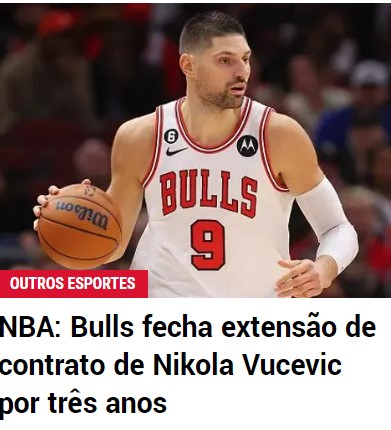 6
BULLS
9
Wilson
OUTROS ESPORTES
NBA: Bulls fecha extensão de
contrato de Nikola Vucevic
por três anos